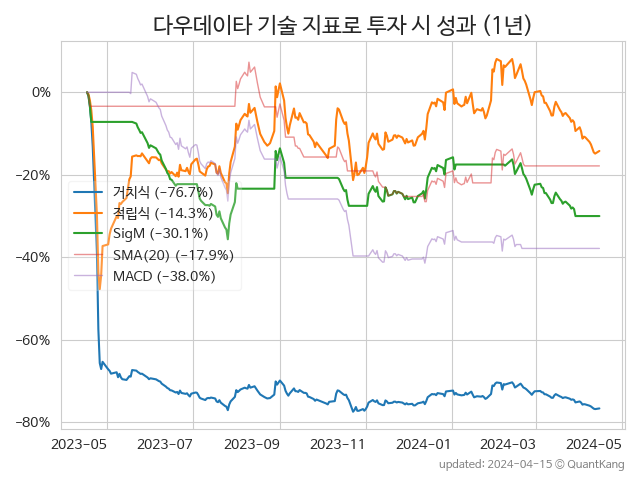 다우데이타 기술 지표로 투자 시 성과 (1년)
0%
−20%
−40%
−60%
−80%
거치식 (−76.7%)
적립식 (−14.3%)
SigM (−30.1%)
SMA(20) (−17.9%)
MACD (−38.0%)
2023-05 2023-07 2023-09 2023-11 2024-01 2024-03 2024-05
updated: 2024-04-15 © QuantKang